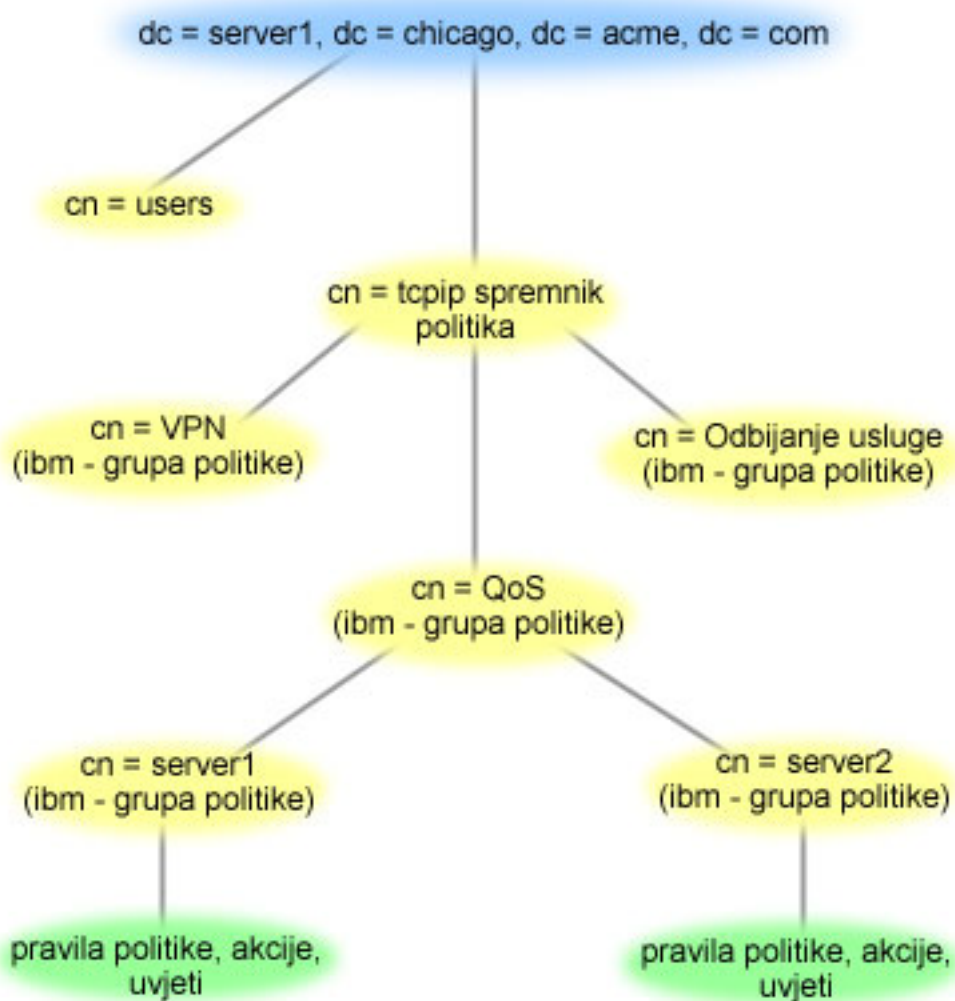 dc = server1, dc = chicago, dc = acme, dc = com
cn = users
cn = tcpip spremnik
politika
cn = VPN
(ibm - grupa politike)
cn = Odbijanje usluge
(ibm - grupa politike)
cn = QoS
(ibm - grupa politike)
cn = server1
(ibm - grupa politike)
cn = server2
(ibm - grupa politike)
pravila politike, akcije,
uvjeti
pravila politike, akcije,
uvjeti